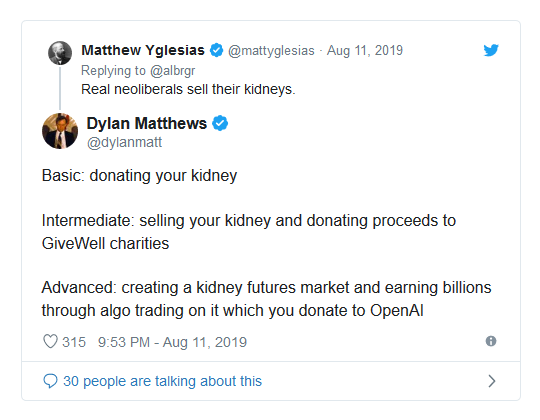 Matthew Yglesias @mattyglesias · Aug 11, 2019
Replying to @albrgr
Real neoliberals sell their kidneys.
Dylan Matthews
@dylanmatt
Basic: donating your kidney
Intermediate: selling your kidney and donating proceeds to
GiveWell charities
Advanced: creating a kidney futures market and earning billions
through algo trading on it which you donate to OpenAI
315 9:53 PM - Aug 11, 2019
30 people are talking about this